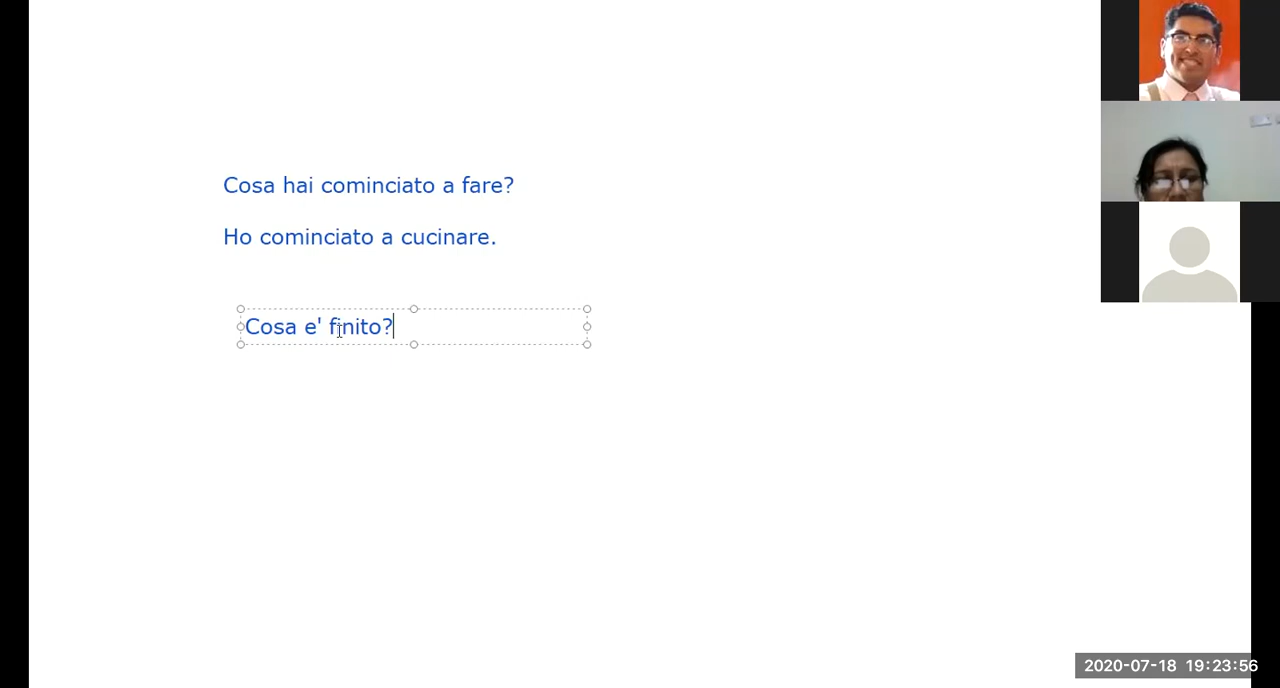 Cosa hai cominciato a fare?
Ho cominciato a cucinare.
Cosa e' finito?
2020-07-18 19:23:56